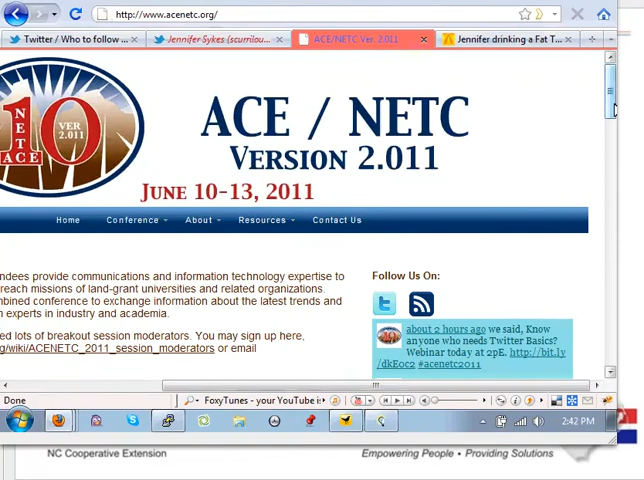 http://www.acenetc.org/
Twitter / Who to follow ...
Jennifer Sykes (scurrilou...
ACE/NETC Ver. 2.011
Jennifer drinking a Fat T...
NETC
ACE
10
VER
2.011
ACE / NETC
VERSION 2.011
JUNE 10-13, 2011
Home
Conference
About
Resources
Contact Us
ndees provide communications and information technology expertise to
reach missions of land-grant universities and related organizations.
mbined conference to exchange information about the latest trends and
n experts in industry and academia.
ed lots of breakout session moderators. You may sign up here,
rg/wiki/ACENETC_2011_session_moderators or email
Follow Us On:
about 2 hours ago we said, Know
anyone who needs Twitter Basics?
Webinar today at 2pE. http://bit.ly
/dkEoc2 #acenetc2011
Done
FoxyTunes - your YouTube is
2:42 PM
NC Cooperative Extension
Empowering People • Providing Solutions